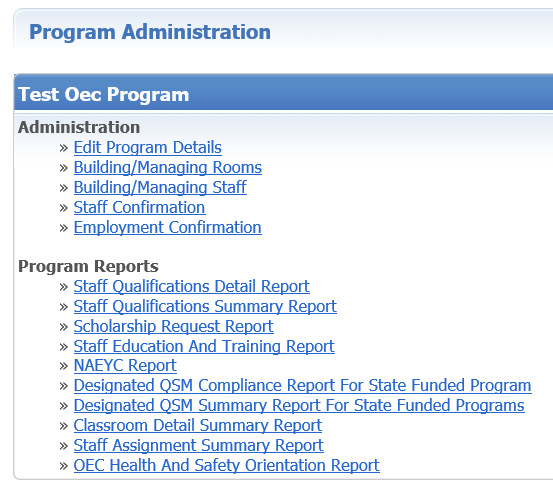 Program Administration
Test Oec Program
Administration
» Edit Program Details
» Building/Managing Rooms
» Building/Managing Staff
» Staff Confirmation
» Employment Confirmation
Program Reports
» Staff Qualifications Detail Report
» Staff Qualifications Summary Report
» Scholarship Request Report
» Staff Education And Training Report
» NAEYC Report
» Designated QSM Compliance Report For State Funded Program
» Designated QSM Summary Report For State Funded Programs
» Classroom Detail Summary Report
» Staff Assignment Summary Report
» OEC Health And Safety Orientation Report